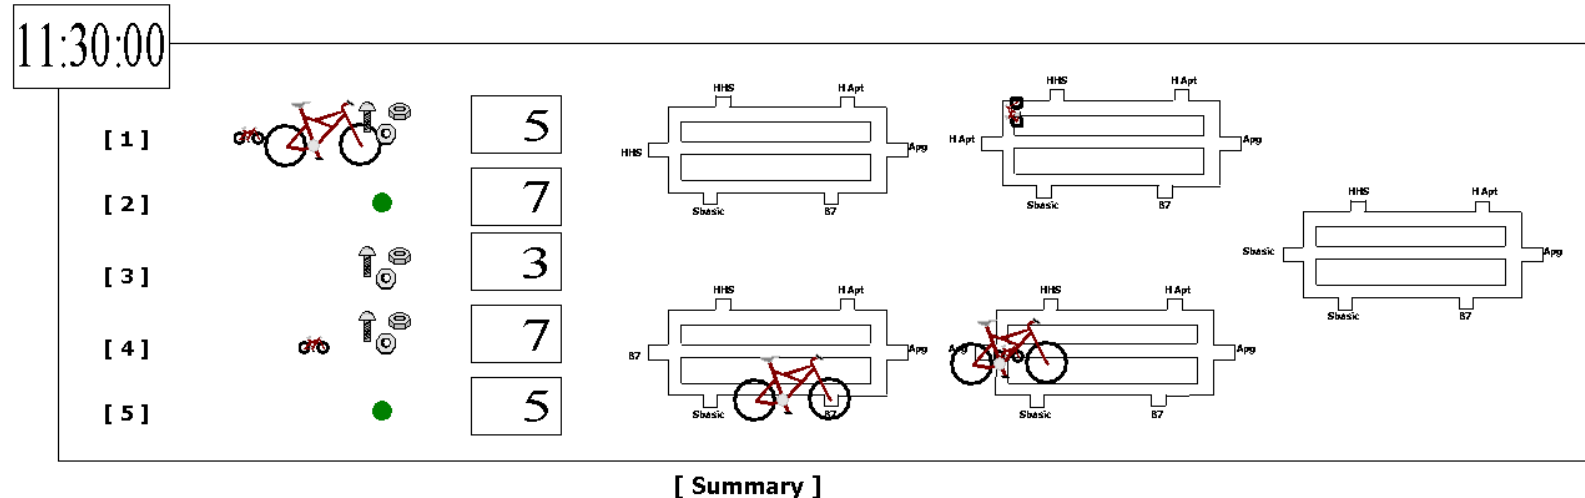 11:30:00
[ 1 ]
5
[ 2 ]
7
[ 3 ]
3
[ 4 ]
7
[ 5 ]
5
HHS
H Apt
HHS
Apg
Sbasic
B7
HHS
H Apt
H Apt
Apg
Sbasic
B7
HHS
H Apt
Sbasic
Apg
Sbasic
B7
HHS
H Apt
B7
Apg
Sbasic
B7
HHS
H Apt
Apg
Apg
Sbasic
B7
[ Summary ]